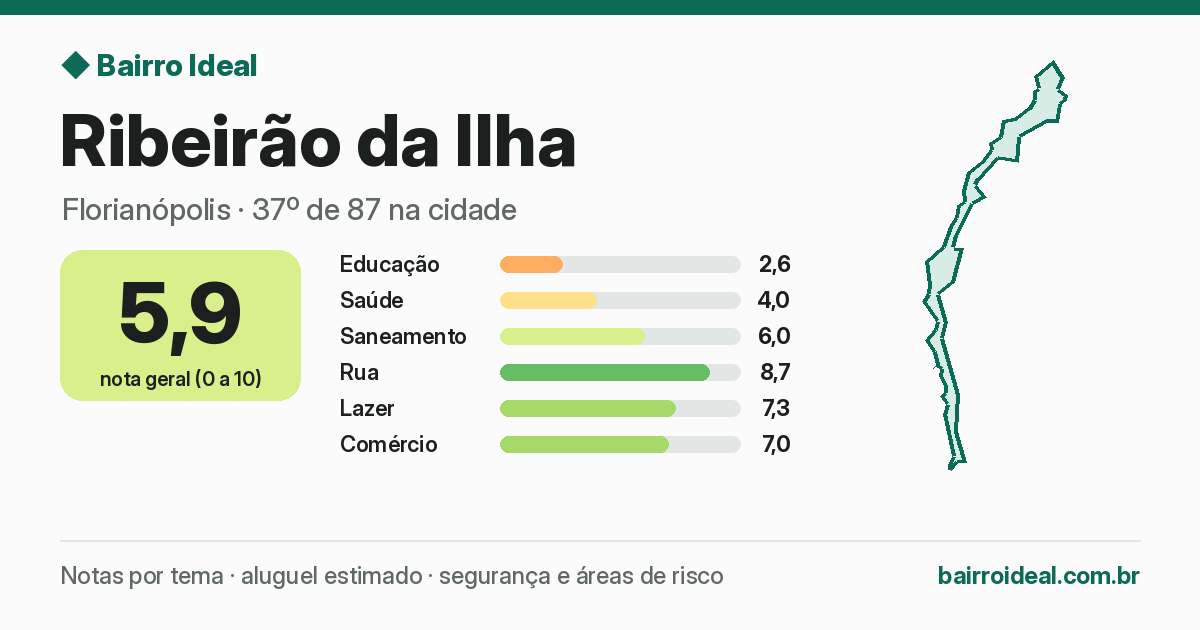 Bairro Ideal
Ribeirão da Ilha
Florianópolis · 37º de 87 na cidade
5,9
nota geral (0 a 10)
Educação 2,6
Saúde 4,0
Saneamento 6,0
Rua 8,7
Lazer 7,3
Comércio 7,0
Notas por tema · aluguel estimado · segurança e áreas de risco
bairroideal.com.br